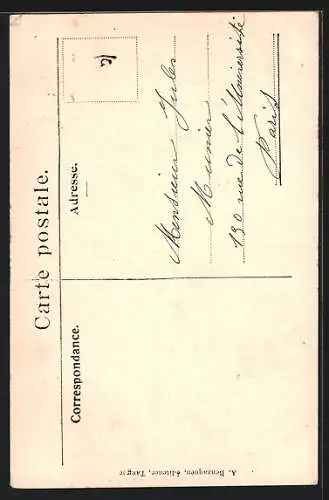 Carte postale.
Correspondance.
Adresse.
Monsieur Jules
Meunier
130 rue de l'Université
Paris
A. Benzaquen, éditeur, Tanger